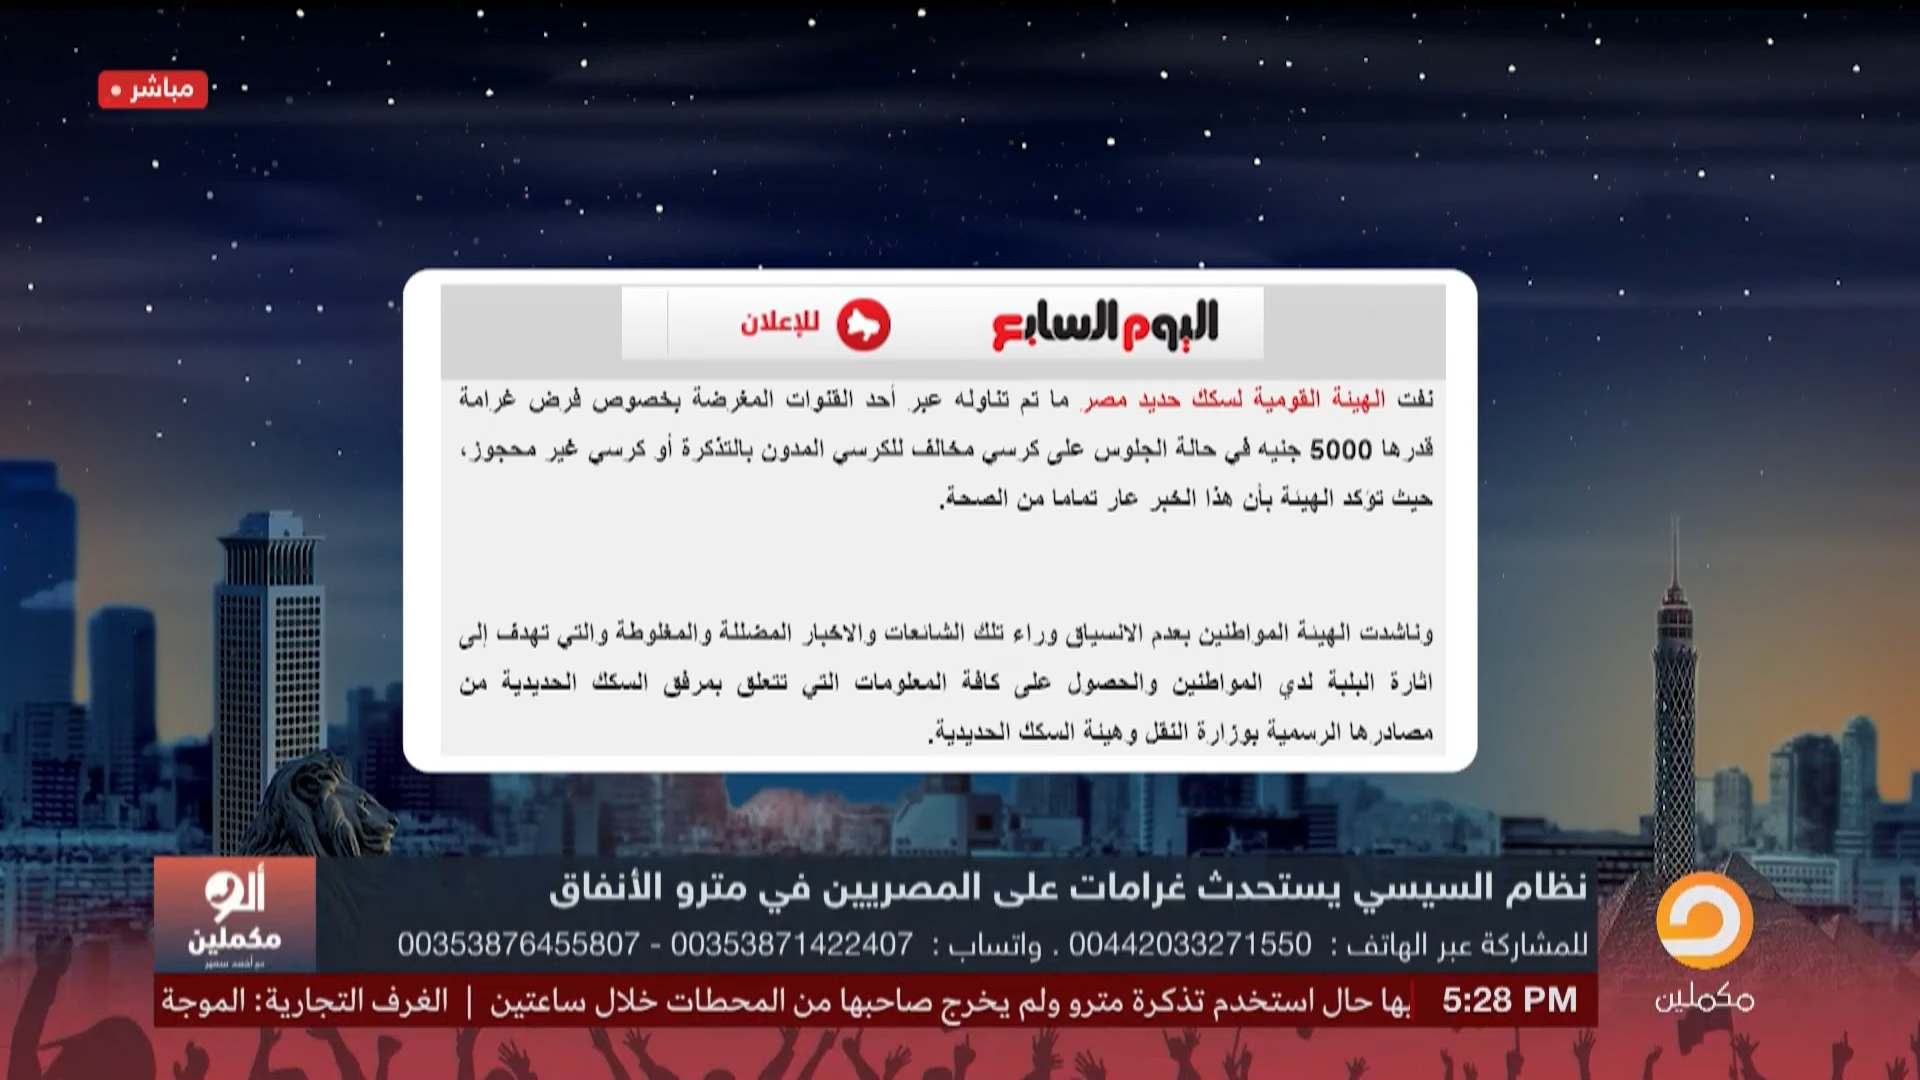 مباشر
اليوم السابع
للإعلان
نفت الهيئة القومية لسكك حديد مصر ما تم تناوله عبر أحد القنوات المغرضة بخصوص فرض غرامة
قدرها 5000 جنيه في حالة الجلوس على كرسي مخالف للكرسي المدون بالتذكرة أو كرسي غير محجوز،
حيث تؤكد الهيئة بأن هذا الخبر عار تماما من الصحة.
وناشدت الهيئة المواطنين بعدم الانسياق وراء تلك الشائعات والاخبار المضللة والمغلوطة والتي تهدف إلى
اثارة البلبة لدي المواطنين والحصول على كافة المعلومات التي تتعلق بمرفق السكك الحديدية من
مصادرها الرسمية بوزارة النقل وهيئة السكك الحديدية.
نظام السيسي يستحدث غرامات على المصريين في مترو الأنفاق
للمشاركة عبر الهاتف : 00442033271550 . واتساب : 00353871422407 - 00353876455807
ألو
مكملين
مع أحمد سمير
5:28 PM
بها حال استخدم تذكرة مترو ولم يخرج صاحبها من المحطات خلال ساعتين | الغرف التجارية: الموجة
مكملين